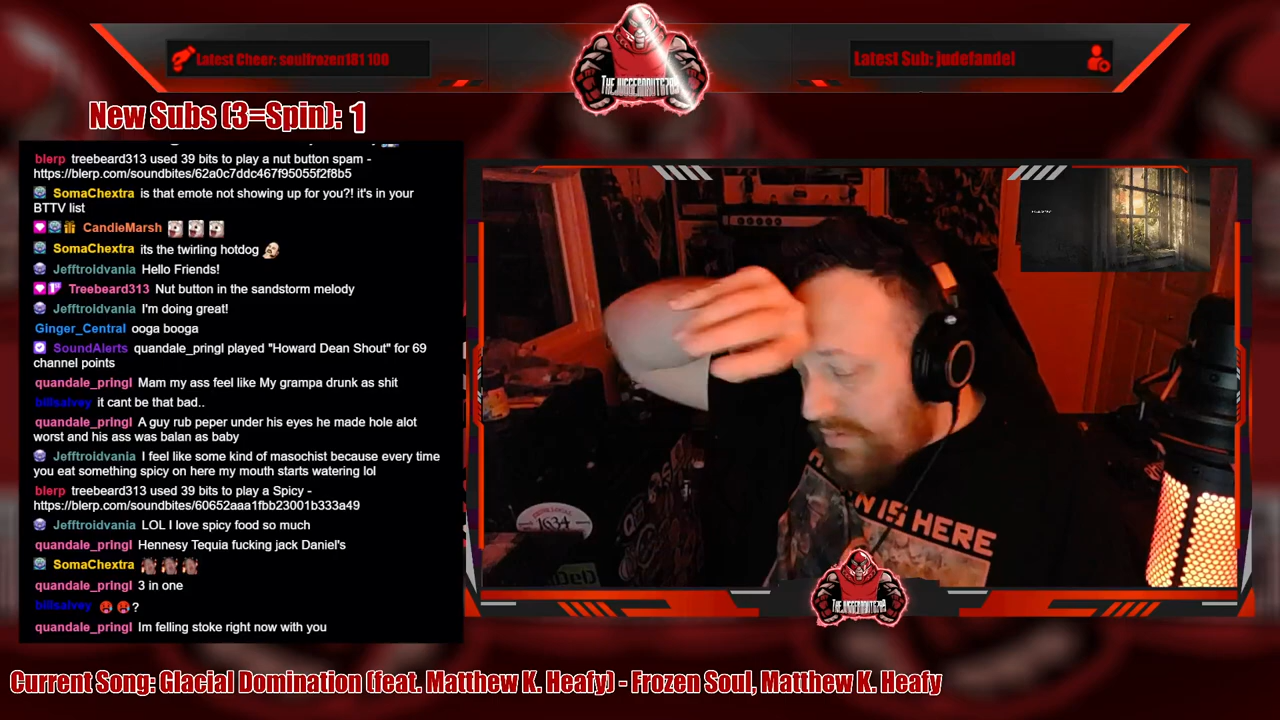 Latest Cheer: soulfrozen181 100
THEJUGGERNAUT6789
Latest Sub: judefandel
New Subs (3=Spin): 1
blerp treebeard313 used 39 bits to play a nut button spam -
https://blerp.com/soundbites/62a0c7ddc467f95055f2f8b5
SomaChextra is that emote not showing up for you?! it's in your
BTTV list
CandleMarsh
SomaChextra its the twirling hotdog
Jefftroidvania Hello Friends!
Treebeard313 Nut button in the sandstorm melody
Jefftroidvania I'm doing great!
Ginger_Central ooga booga
SoundAlerts quandale_pringl played "Howard Dean Shout" for 69
channel points
quandale_pringl Mam my ass feel like My grampa drunk as shit
billsalvey it cant be that bad..
quandale_pringl A guy rub peper under his eyes he made hole alot
worst and his ass was balan as baby
Jefftroidvania I feel like some kind of masochist because every time
you eat something spicy on here my mouth starts watering lol
blerp treebeard313 used 39 bits to play a Spicy -
https://blerp.com/soundbites/60652aaa1fbb23001b333a49
Jefftroidvania LOL I love spicy food so much
quandale_pringl Hennesy Tequia fucking jack Daniel's
SomaChextra
quandale_pringl 3 in one
billsalvey ?
quandale_pringl Im felling stoke right now with you
IS HERE
1634
Current Song: Glacial Domination (feat. Matthew K. Heafy) - Frozen Soul, Matthew K. Heafy